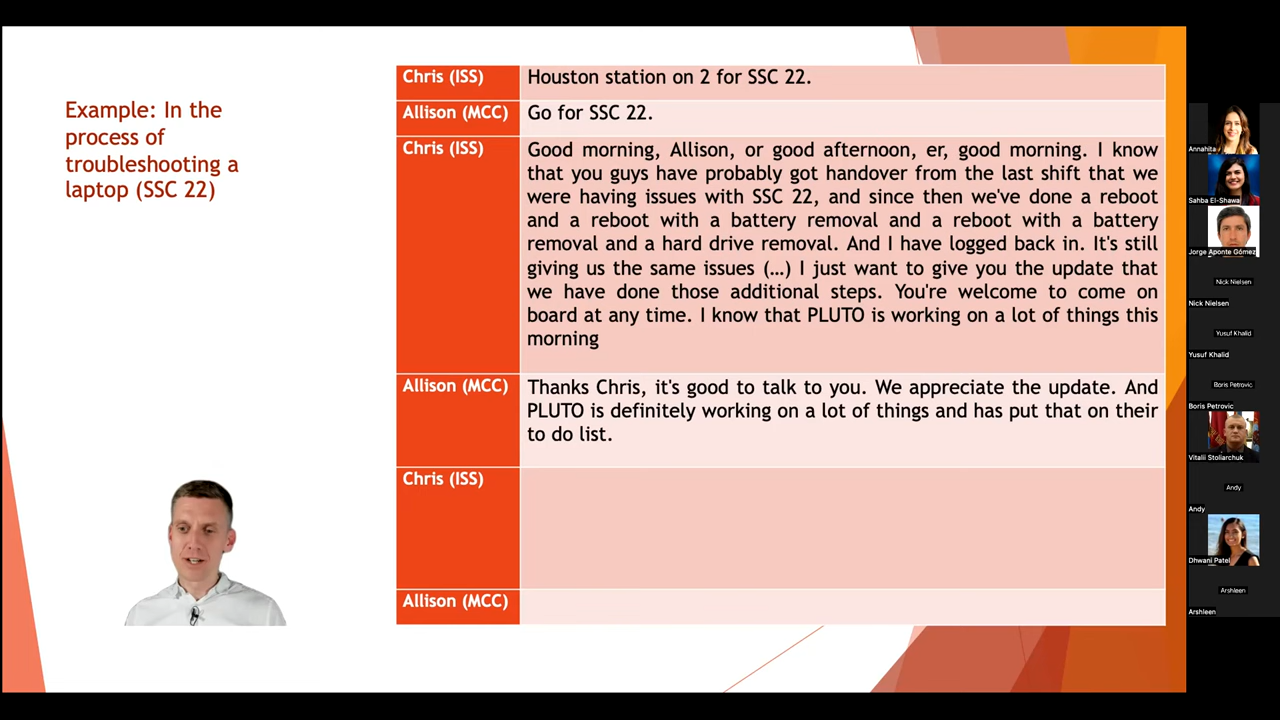 Example: In the
process of
troubleshooting a
laptop (SSC 22)
Chris (ISS)
Houston station on 2 for SSC 22.
Allison (MCC)
Go for SSC 22.
Chris (ISS)
Good morning, Allison, or good afternoon, er, good morning. I know
that you guys have probably got handover from the last shift that we
were having issues with SSC 22, and since then we've done a reboot
and a reboot with a battery removal and a reboot with a battery
removal and a hard drive removal. And I have logged back in. It's still
giving us the same issues (…) I just want to give you the update that
we have done those additional steps. You're welcome to come on
board at any time. I know that PLUTO is working on a lot of things this
morning
Allison (MCC)
Thanks Chris, it's good to talk to you. We appreciate the update. And
PLUTO is definitely working on a lot of things and has put that on their
to do list.
Chris (ISS)
Allison (MCC)
Annahita
Sahba El-Shawa
Jorge Aponte Gómez
Nick Nielsen
Nick Nielsen
Yusuf Khalid
Yusuf Khalid
Boris Petrovic
Boris Petrovic
Vitalii Stoliarchuk
Andy
Andy
Dhwani Patel
Arshleen
Arshleen